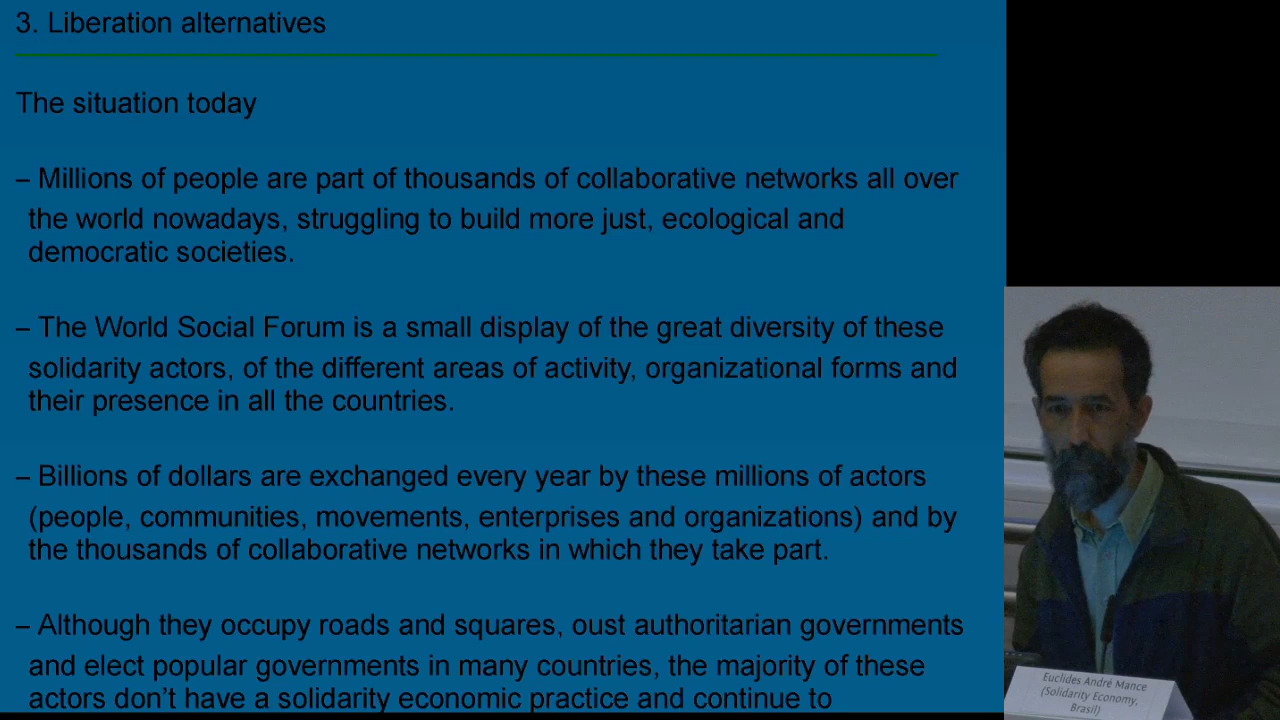 3. Liberation alternatives
The situation today
– Millions of people are part of thousands of collaborative networks all over
the world nowadays, struggling to build more just, ecological and
democratic societies.
– The World Social Forum is a small display of the great diversity of these
solidarity actors, of the different areas of activity, organizational forms and
their presence in all the countries.
– Billions of dollars are exchanged every year by these millions of actors
(people, communities, movements, enterprises and organizations) and by
the thousands of collaborative networks in which they take part.
– Although they occupy roads and squares, oust authoritarian governments
and elect popular governments in many countries, the majority of these
actors don’t have a solidarity economic practice and continue to
Euclides André Mance
(Solidarity Economy,
Brasil)